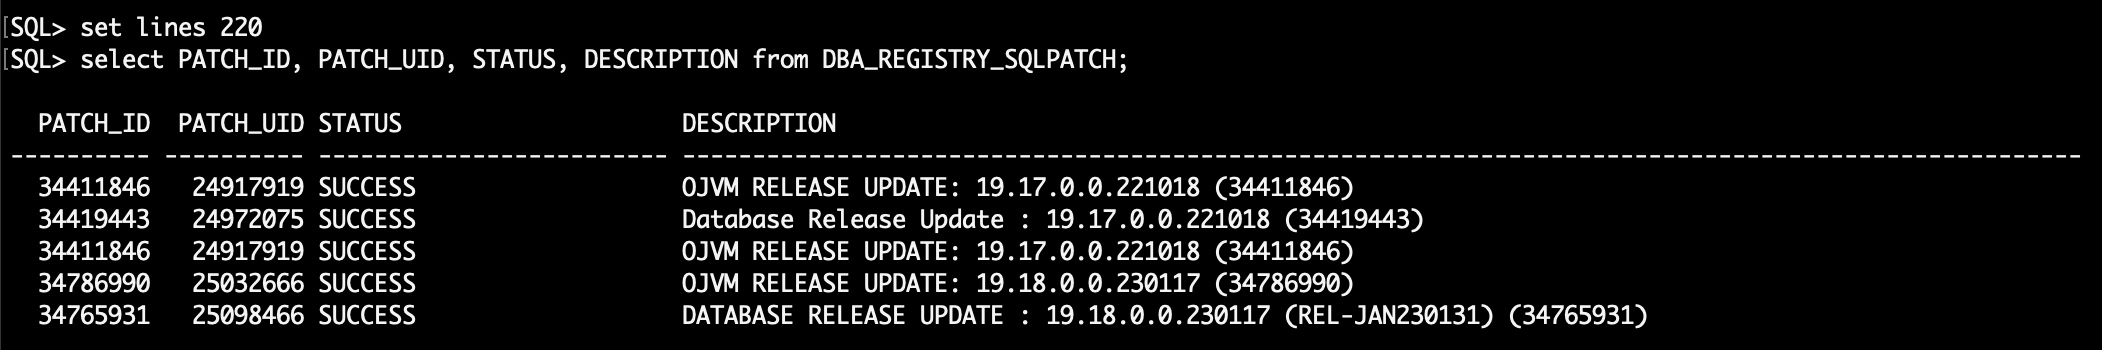 [SQL> set lines 220
[SQL> select PATCH_ID, PATCH_UID, STATUS, DESCRIPTION from DBA_REGISTRY_SQLPATCH;
PATCH_ID PATCH_UID STATUS DESCRIPTION
---------- ---------- ------------------------- ----------------------------------------------------------------------------------------------------
34411846 24917919 SUCCESS OJVM RELEASE UPDATE: 19.17.0.0.221018 (34411846)
34419443 24972075 SUCCESS Database Release Update : 19.17.0.0.221018 (34419443)
34411846 24917919 SUCCESS OJVM RELEASE UPDATE: 19.17.0.0.221018 (34411846)
34786990 25032666 SUCCESS OJVM RELEASE UPDATE: 19.18.0.0.230117 (34786990)
34765931 25098466 SUCCESS DATABASE RELEASE UPDATE : 19.18.0.0.230117 (REL-JAN230131) (34765931)